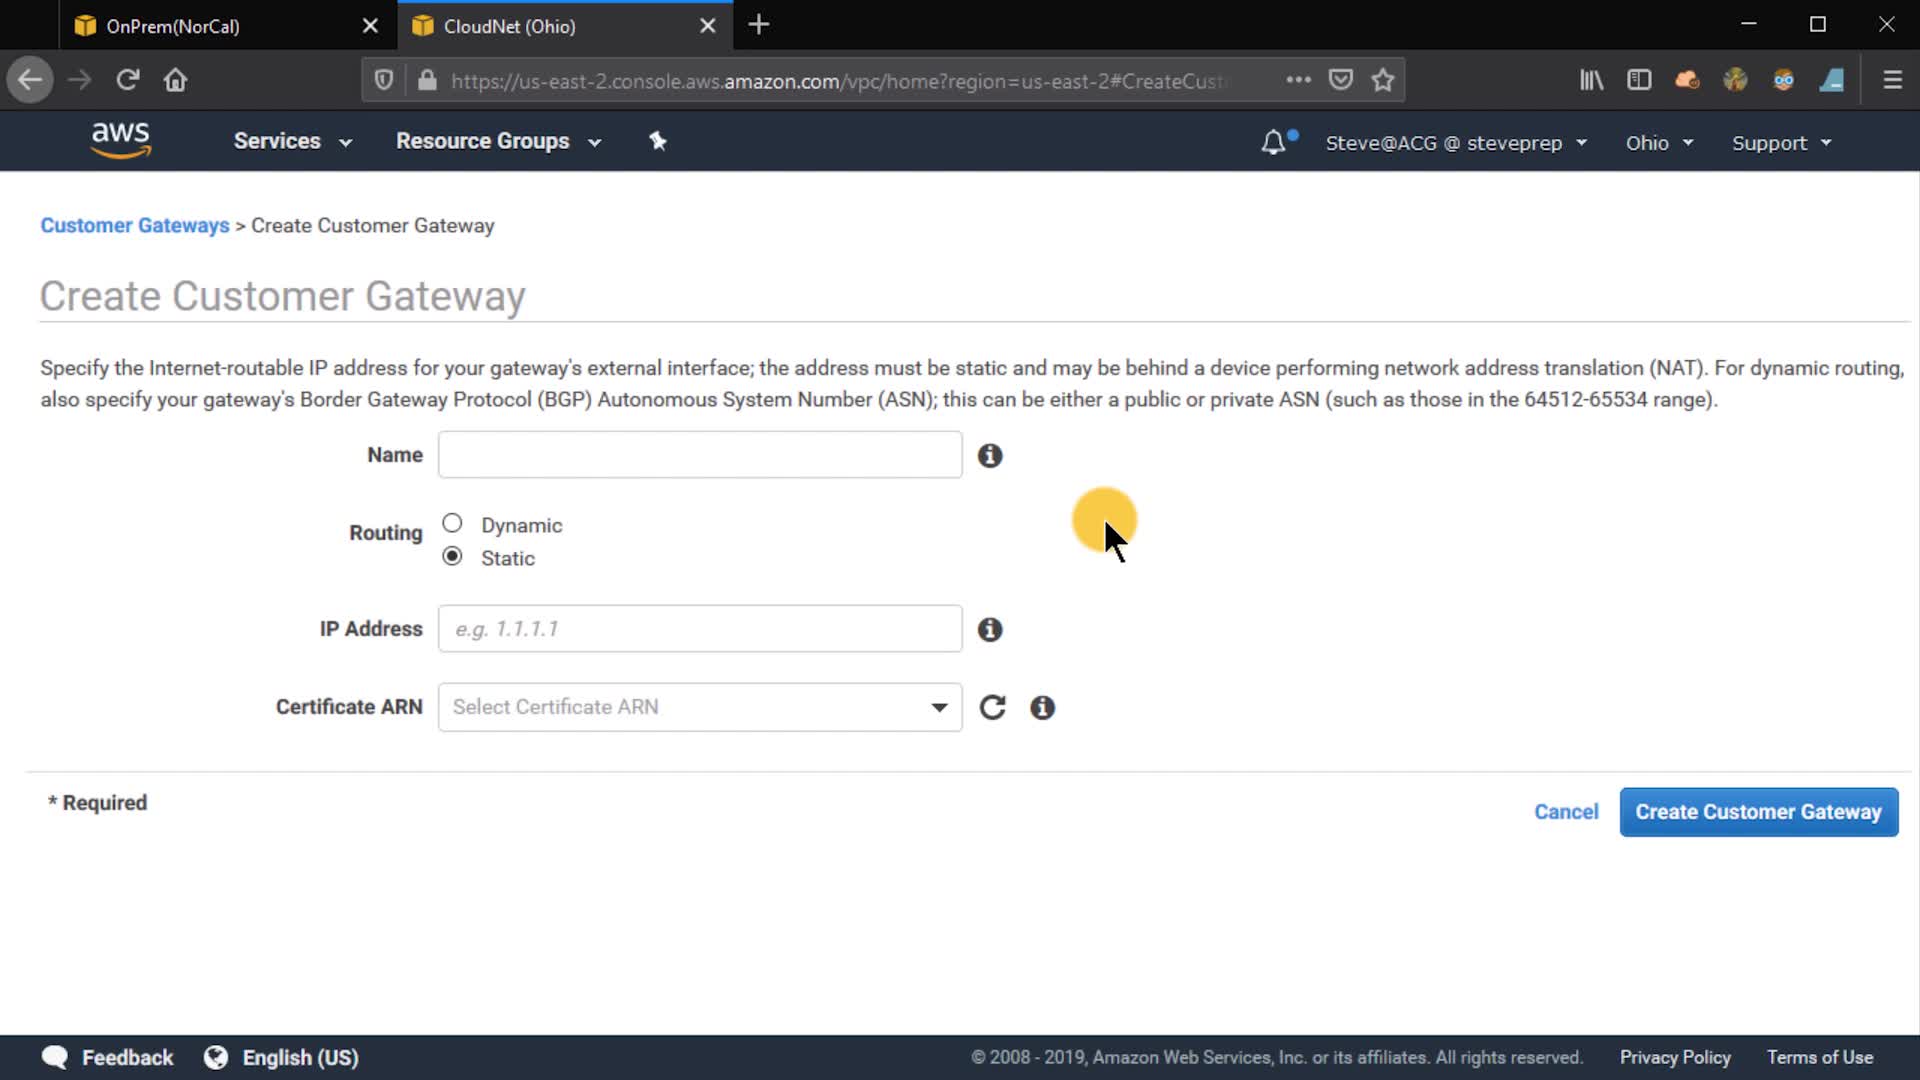 OnPrem(NorCal)
CloudNet (Ohio)
https://us-east-2.console.aws.amazon.com/vpc/home?region=us-east-2#CreateCust
aws
Services
Resource Groups
Steve@ACG @ steveprep
Ohio
Support
Customer Gateways > Create Customer Gateway
Create Customer Gateway
Specify the Internet-routable IP address for your gateway's external interface; the address must be static and may be behind a device performing network address translation (NAT). For dynamic routing,
also specify your gateway's Border Gateway Protocol (BGP) Autonomous System Number (ASN); this can be either a public or private ASN (such as those in the 64512-65534 range).
Name
Routing
Dynamic
Static
IP Address
e.g. 1.1.1.1
Certificate ARN
Select Certificate ARN
* Required
Cancel
Create Customer Gateway
Feedback
English (US)
© 2008 - 2019, Amazon Web Services, Inc. or its affiliates. All rights reserved.
Privacy Policy
Terms of Use